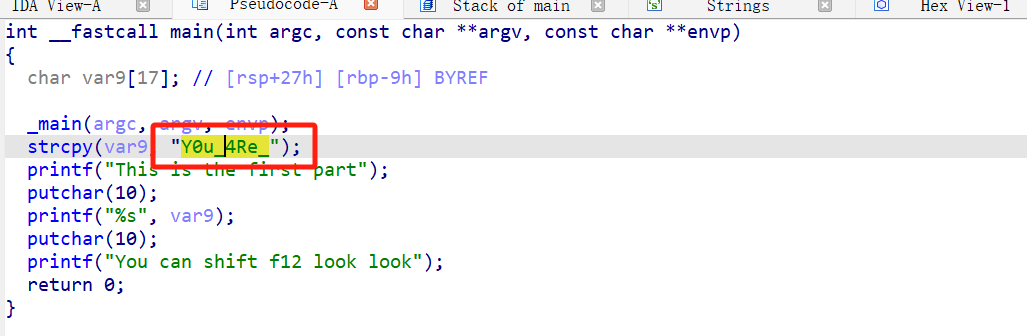 IDA View-A Pseudocode-A Stack of main 's' Strings Hex View-1
int __fastcall main(int argc, const char **argv, const char **envp)
{
char var9[17]; // [rsp+27h] [rbp-9h] BYREF
_main(argc, argv, envp);
strcpy(var9, "Y0u_4Re_");
printf("This is the first part");
putchar(10);
printf("%s", var9);
putchar(10);
printf("You can shift f12 look look");
return 0;
}